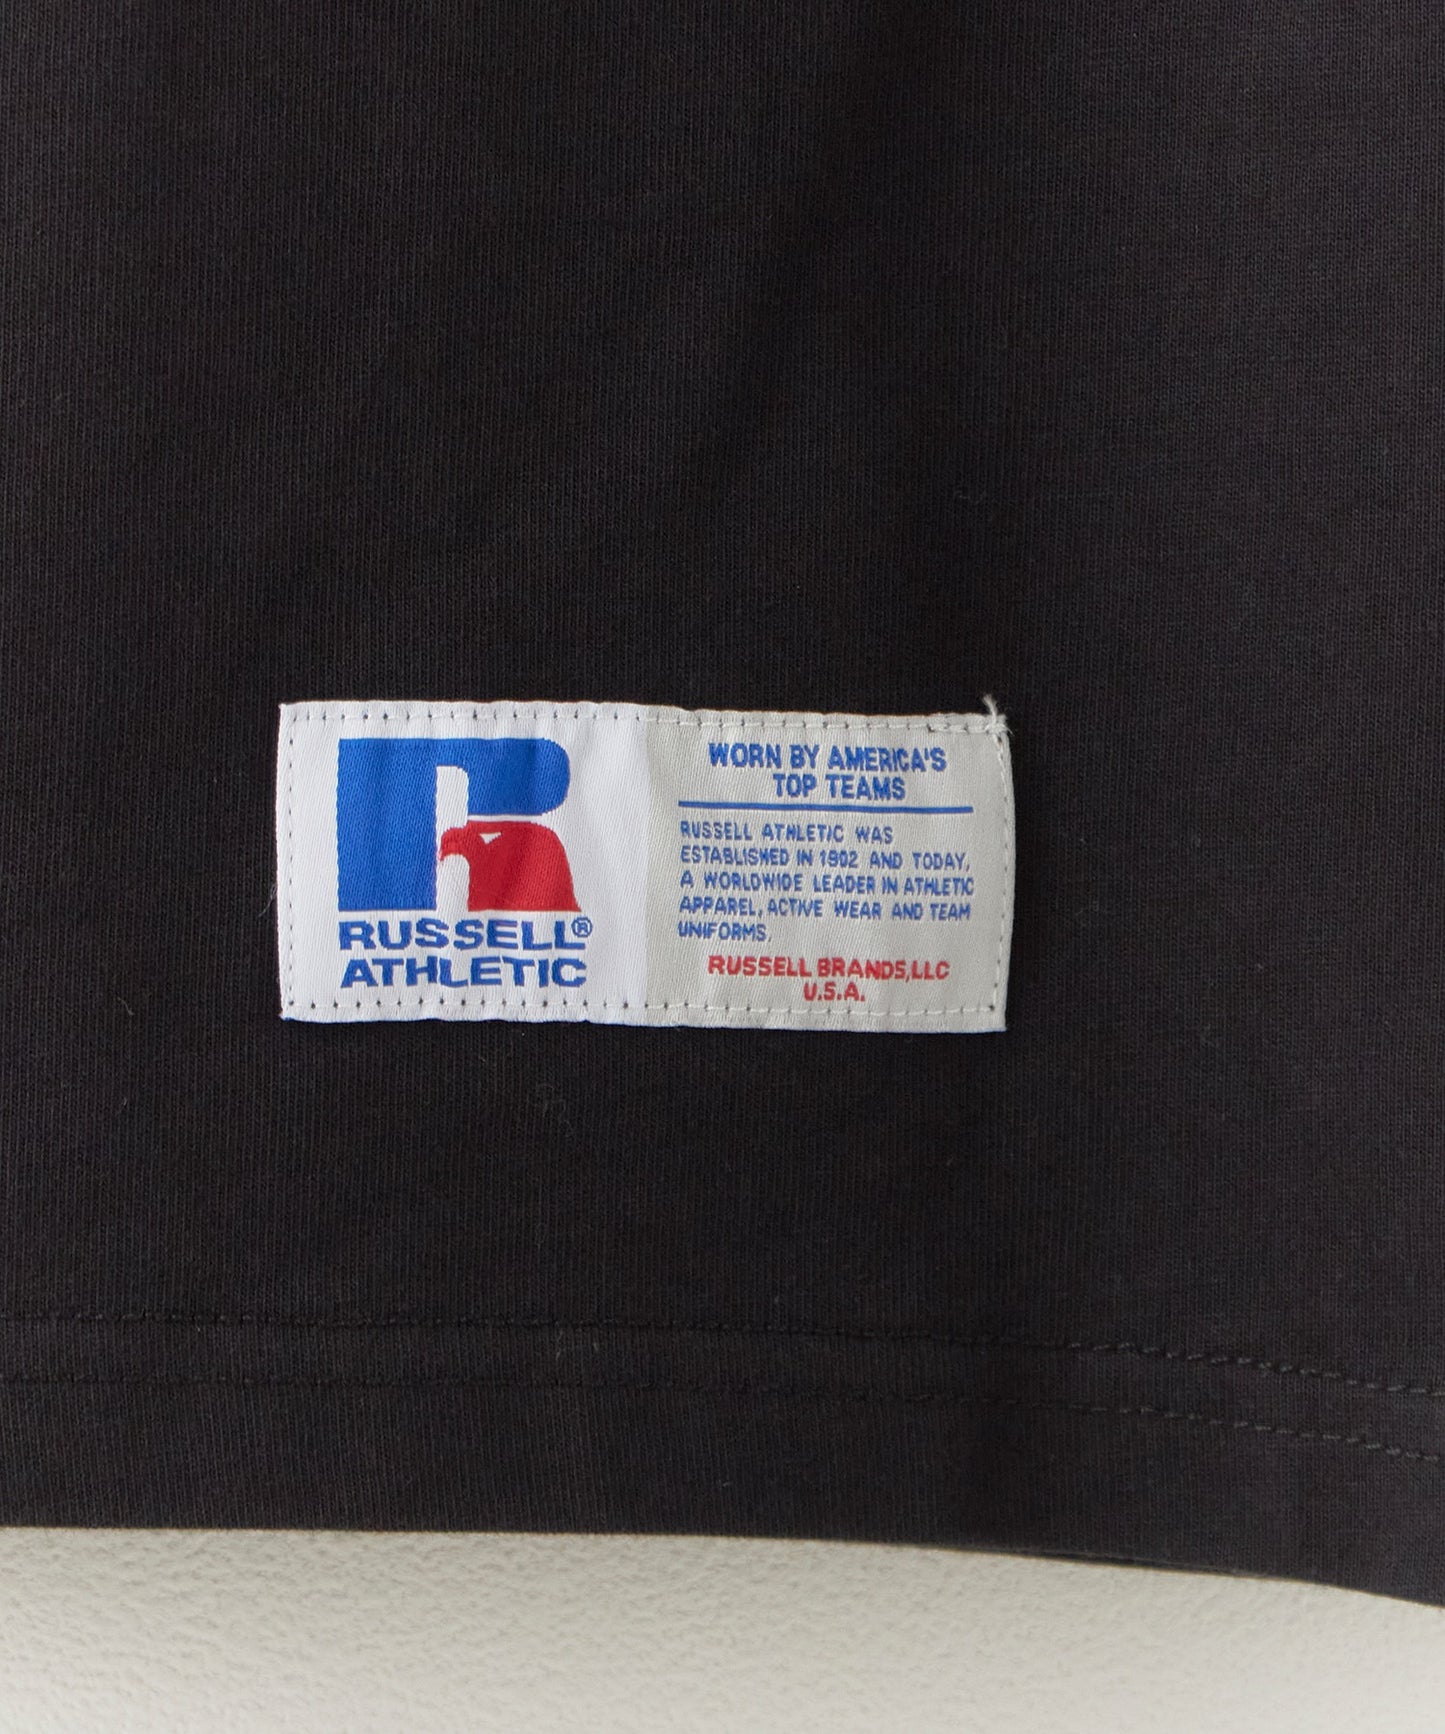 R
RUSSELL®
ATHLETIC
WORN BY AMERICA'S
TOP TEAMS
RUSSELL ATHLETIC WAS
ESTABLISHED IN 1902 AND TODAY,
A WORLDWIDE LEADER IN ATHLETIC
APPAREL, ACTIVE WEAR AND TEAM
UNIFORMS.
RUSSELL BRANDS,LLC
U.S.A.